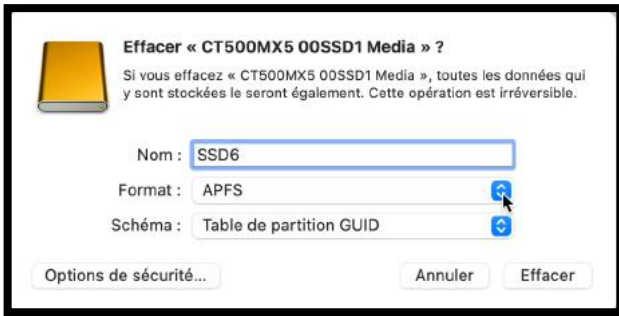 Effacer « CT500MX5 00SSD1 Media » ?
Si vous effacez « CT500MX5 00SSD1 Media », toutes les données qui
y sont stockées le seront également. Cette opération est irréversible.
Nom : SSD6
Format : APFS
Schéma : Table de partition GUID
Options de sécurité... Annuler Effacer